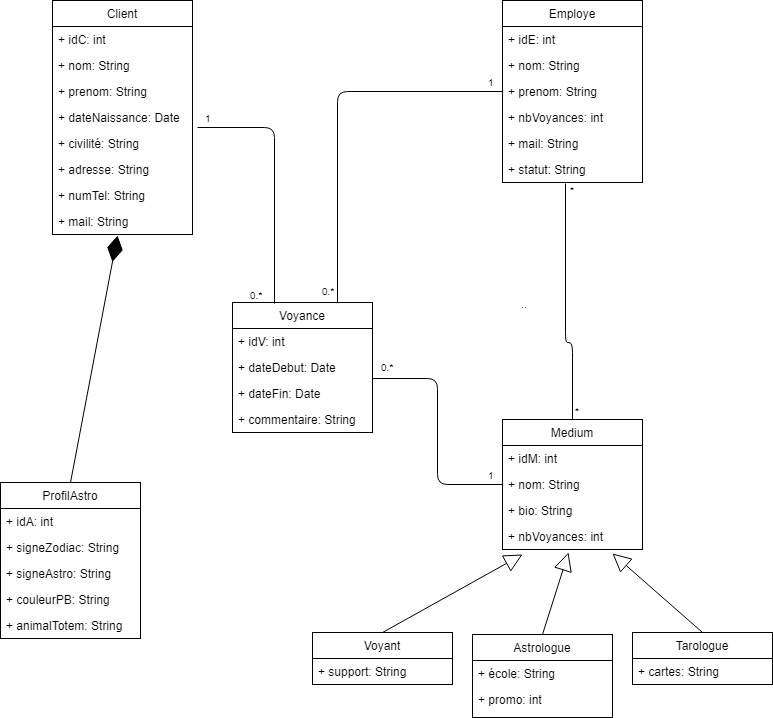 Client
+ idC: int
+ nom: String
+ prenom: String
+ dateNaissance: Date
+ civilité: String
+ adresse: String
+ numTel: String
+ mail: String
Employe
+ idE: int
+ nom: String
+ prenom: String
+ nbVoyances: int
+ mail: String
+ statut: String
1
1
*
0.*
0.*
..
Voyance
+ idV: int
+ dateDebut: Date
+ dateFin: Date
+ commentaire: String
0.*
1
*
Medium
+ idM: int
+ nom: String
+ bio: String
+ nbVoyances: int
ProfilAstro
+ idA: int
+ signeZodiac: String
+ signeAstro: String
+ couleurPB: String
+ animalTotem: String
Voyant
+ support: String
Astrologue
+ école: String
+ promo: int
Tarologue
+ cartes: String